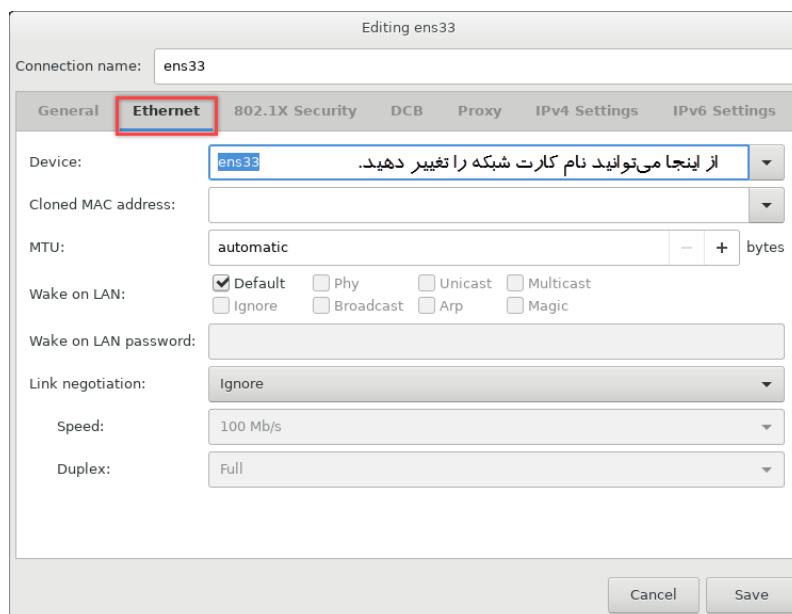 Editing ens33
Connection name: ens33
General Ethernet 802.1X Security DCB Proxy IPv4 Settings IPv6 Settings
Device: ens33 از اینجا می‌توانید نام کارت شبکه را تغییر دهید.
Cloned MAC address:
MTU: automatic − + bytes
Wake on LAN: Default Phy Unicast Multicast
Ignore Broadcast Arp Magic
Wake on LAN password:
Link negotiation: Ignore
Speed: 100 Mb/s
Duplex: Full
Cancel Save